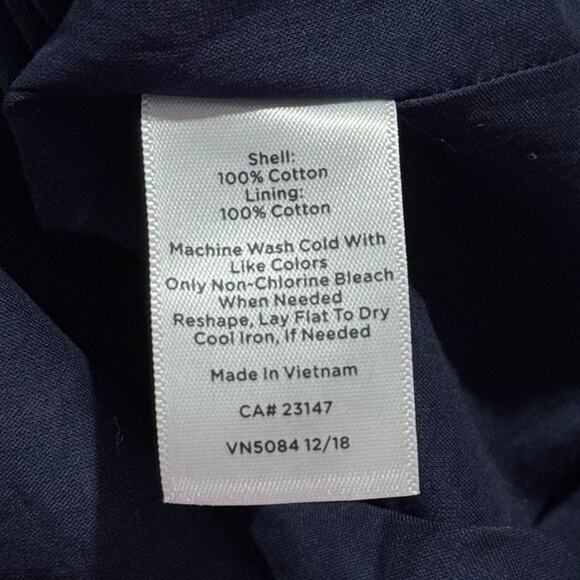 Shell:
100% Cotton
Lining:
100% Cotton
Machine Wash Cold With
Like Colors
Only Non-Chlorine Bleach
When Needed
Reshape, Lay Flat To Dry
Cool Iron, If Needed
Made In Vietnam
CA# 23147
VN5084 12/18